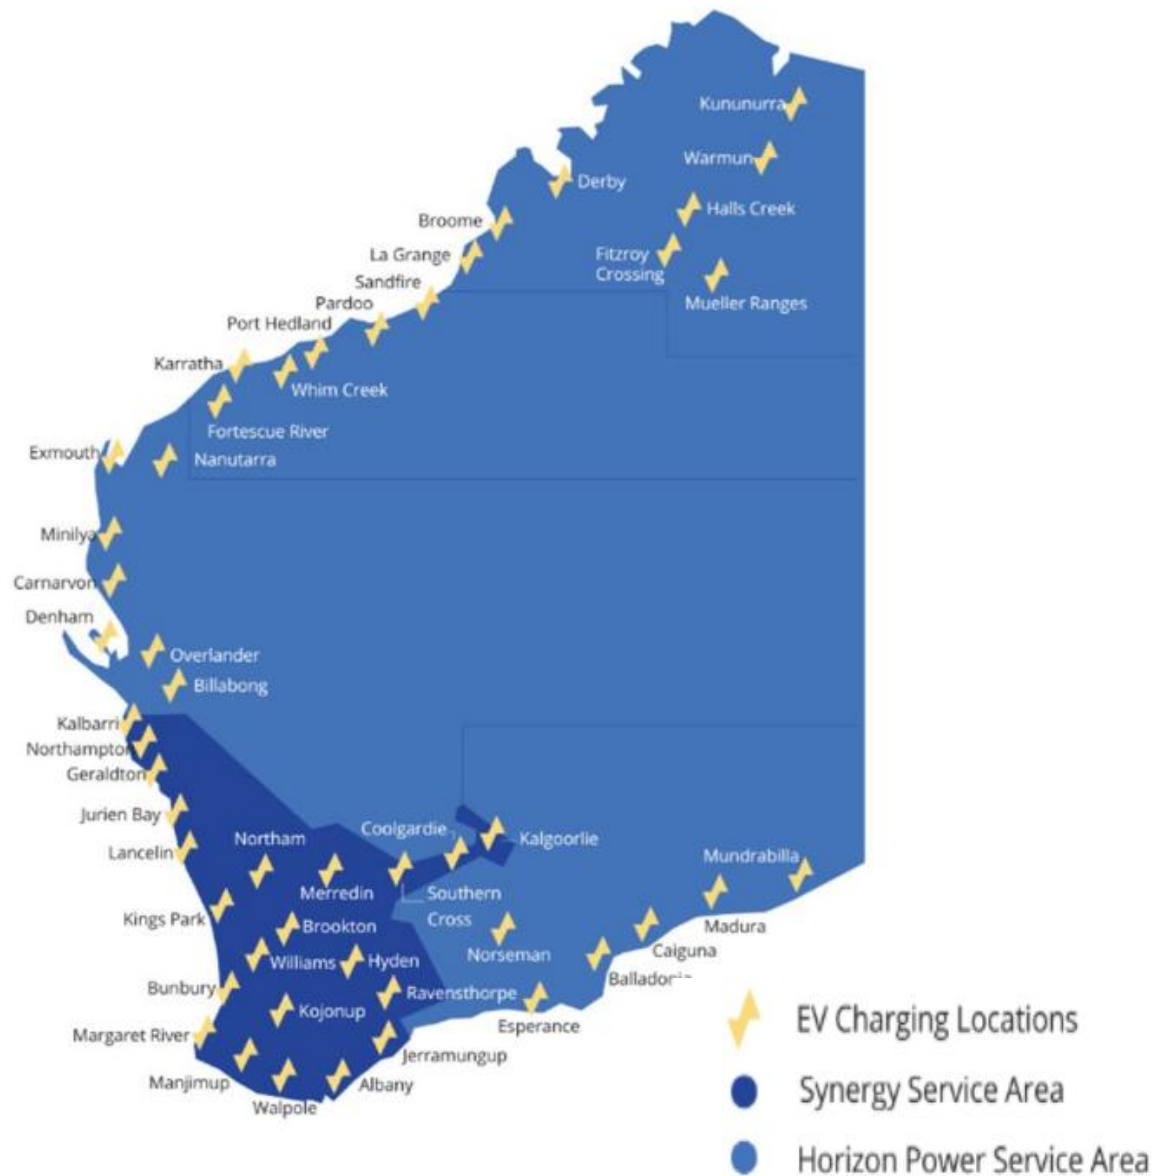 Kununurra
Warmun
Derby
Halls Creek
Broome
La Grange
Fitzroy
Crossing
Sandfire
Mueller Ranges
Pardoo
Port Hedland
Karratha
Whim Creek
Fortescue River
Exmouth
Nanutarra
Minilya
Carnarvon
Denham
Overlander
Billabong
Kalbarri
Northampton
Geraldton
Jurien Bay
Coolgardie
Northam
Kalgoorlie
Lancelin
Mundrabilla
Merredin
Southern
Cross
Kings Park
Brookton
Madura
Norseman
Caiguna
Williams
Hyden
Balladonia
Bunbury
Ravensthorpe
Kojonup
Esperance
Margaret River
Jerramungup
Manjimup
Albany
Walpole
EV Charging Locations
Synergy Service Area
Horizon Power Service Area